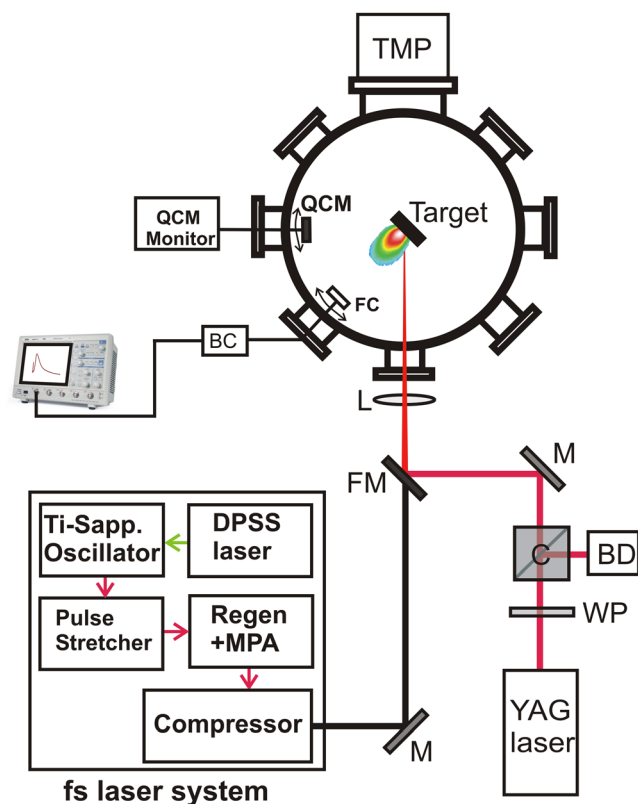 TMP
QCM
Monitor
QCM
Target
FC
BC
L
FM
M
C
BD
WP
YAG
laser
Ti-Sapp.
Oscillator
DPSS
laser
Pulse
Stretcher
Regen
+MPA
Compressor
M
fs laser system